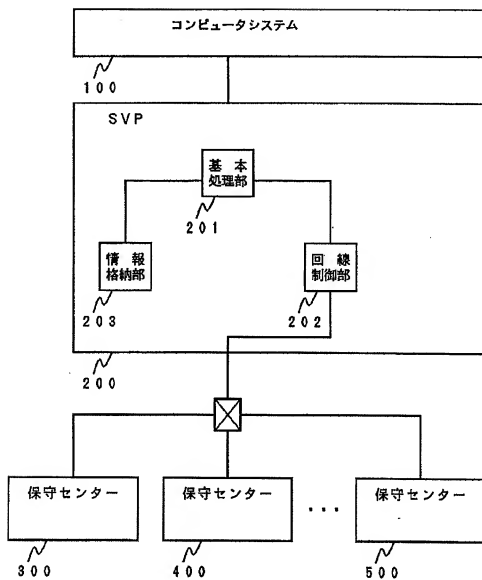 コンピュータシステム
100
SVP
基本
処理部
201
情報
格納部
203
回線
制御部
202
200
保守センター
300
保守センター
400
...
保守センター
500